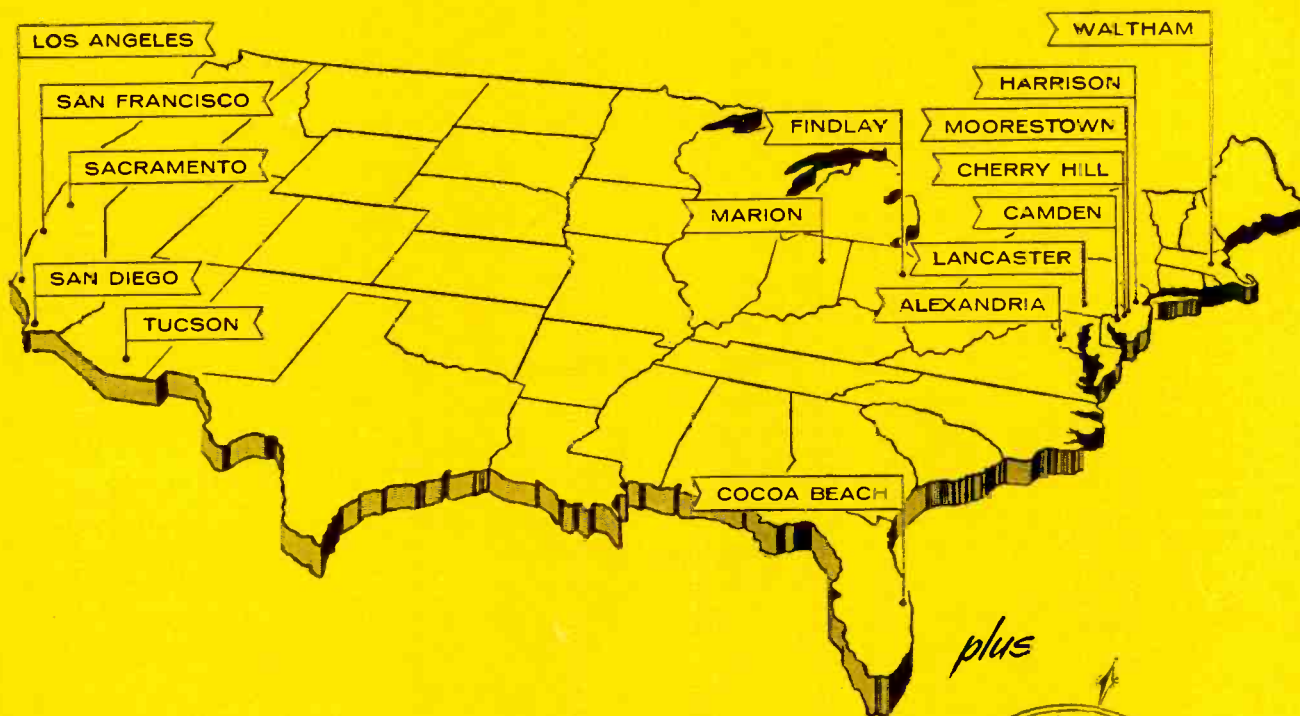 LOS ANGELES
SAN FRANCISCO
SACRAMENTO
SAN DIEGO
TUCSON
WALTHAM
HARRISON
FINDLAY
MOORESTOWN
CHERRY HILL
MARION
CAMDEN
LANCASTER
ALEXANDRIA
COCOA BEACH
plus